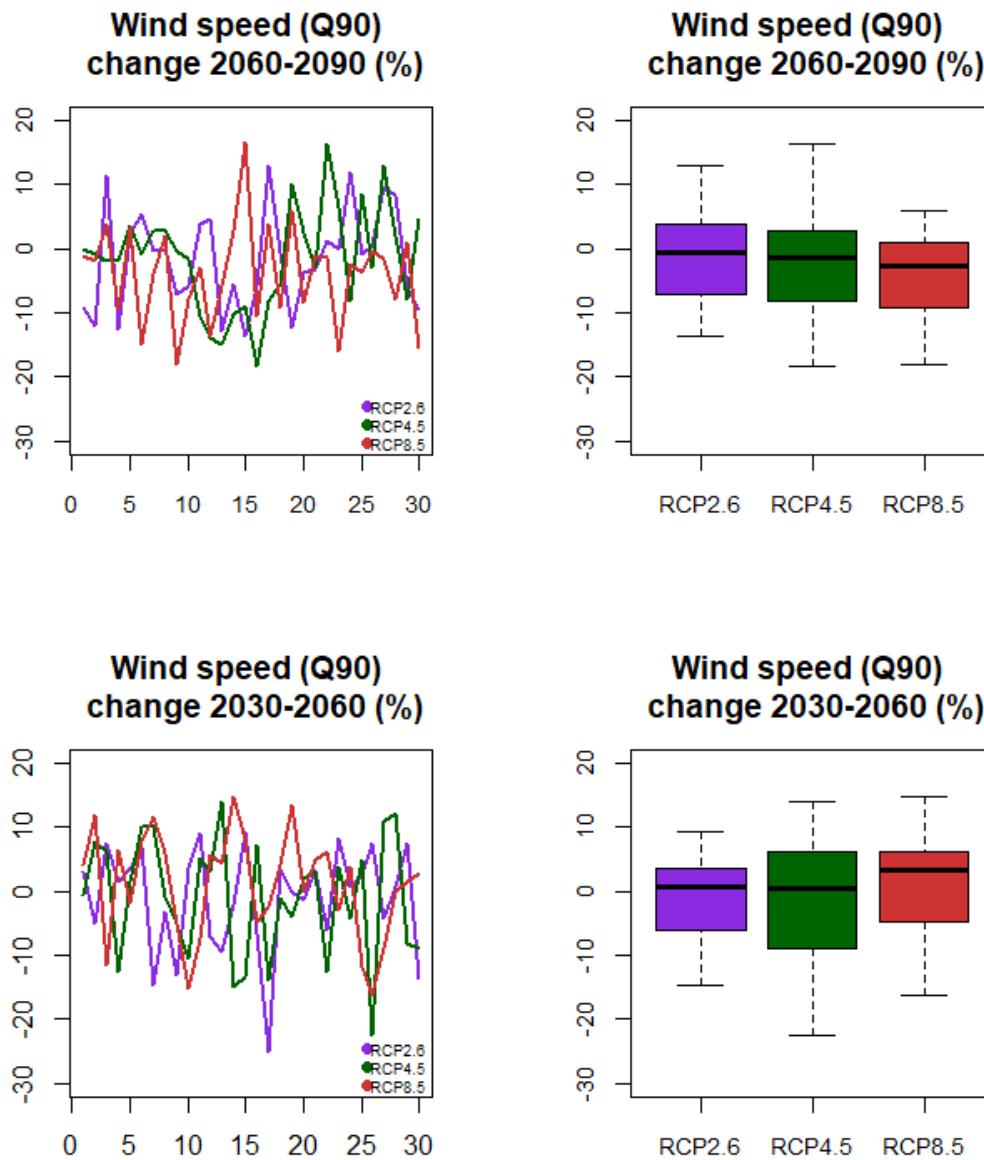 Wind speed (Q90)
change 2060-2090 (%)
20
10
0
-10
-20
-30
RCP2.6
RCP4.5
RCP8.5
0 5 10 15 20 25 30
Wind speed (Q90)
change 2060-2090 (%)
20
10
0
-10
-20
-30
RCP2.6 RCP4.5 RCP8.5
Wind speed (Q90)
change 2030-2060 (%)
20
10
0
-10
-20
-30
RCP2.6
RCP4.5
RCP8.5
0 5 10 15 20 25 30
Wind speed (Q90)
change 2030-2060 (%)
20
10
0
-10
-20
-30
RCP2.6 RCP4.5 RCP8.5